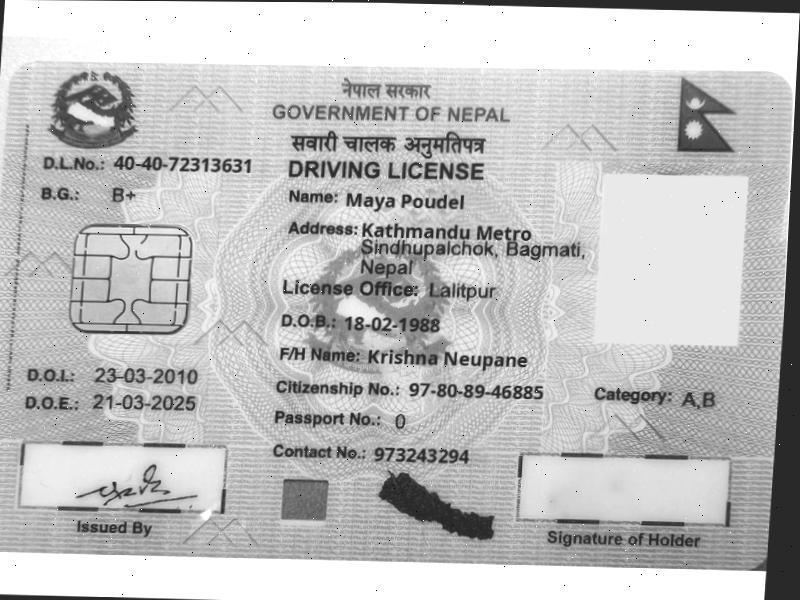 नेपाल सरकार
GOVERNMENT OF NEPAL
सवारी चालक अनुमतिपत्र
DRIVING LICENSE
D.L.No.: 40-40-72313631
B.G.: B+
Name: Maya Poudel
Address: Kathmandu Metro
Sindhupalchok, Bagmati,
Nepal
License Office: Lalitpur
D.O.B.: 18-02-1988
F/H Name: Krishna Neupane
D.O.I.: 23-03-2010
Citizenship No.: 97-80-89-46885
Category: A,B
D.O.E.: 21-03-2025
Passport No.: 0
Contact No.: 973243294
Issued By
Signature of Holder